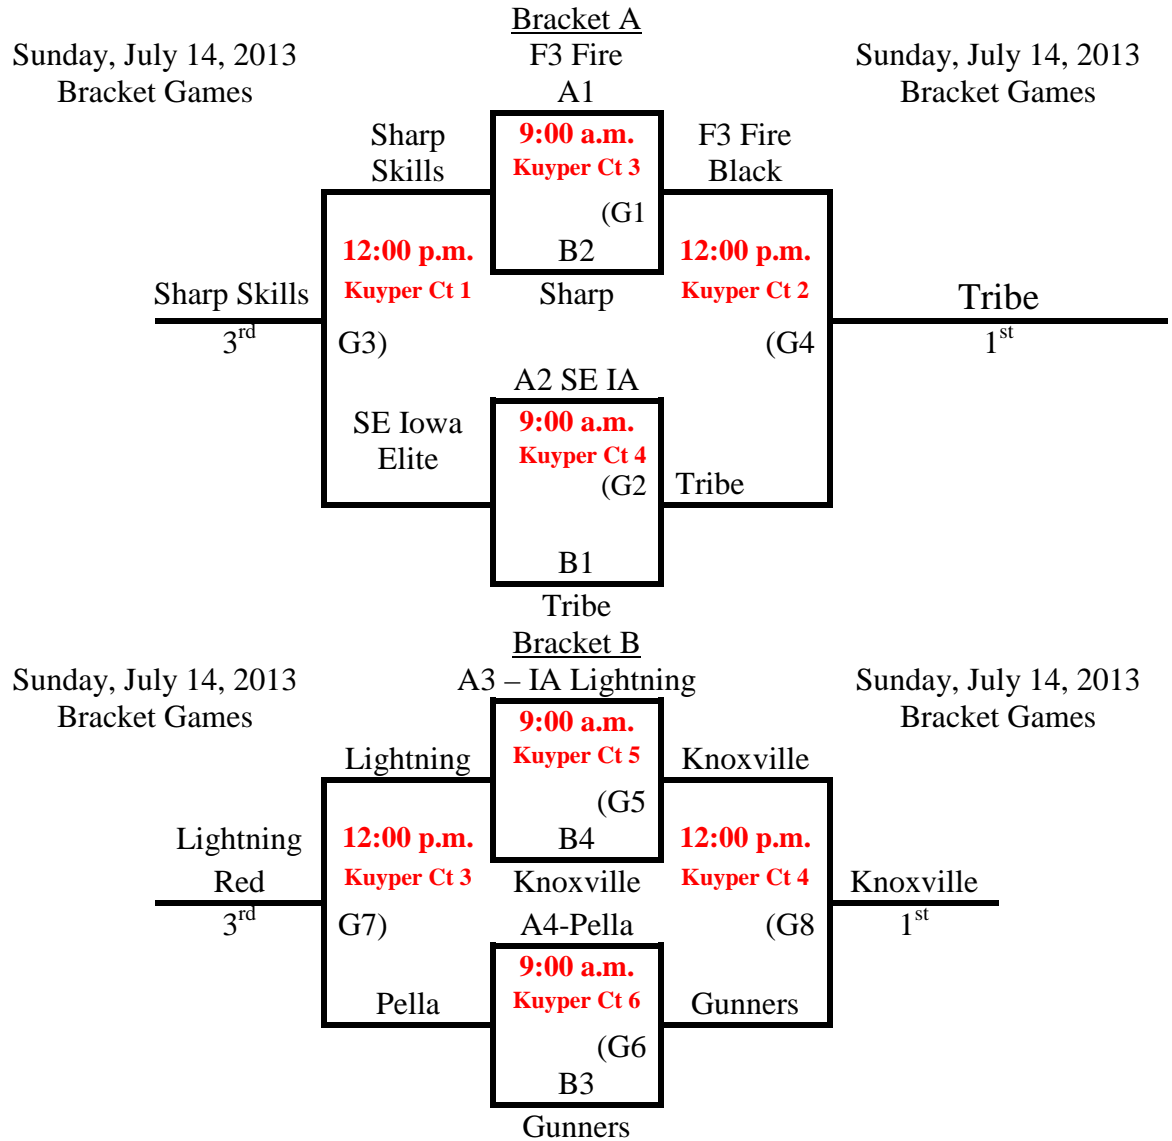 Bracket A
Sunday, July 14, 2013
Bracket Games
F3 Fire
A1
Sunday, July 14, 2013
Bracket Games
Sharp
Skills
9:00 a.m.
Kuyper Ct 3
(G1
B2
Sharp
F3 Fire
Black
12:00 p.m.
Kuyper Ct 1
G3)
12:00 p.m.
Kuyper Ct 2
(G4
Sharp Skills
3rd
Tribe
1st
A2 SE IA
SE Iowa
Elite
9:00 a.m.
Kuyper Ct 4
(G2
Tribe
B1
Tribe
Bracket B
Sunday, July 14, 2013
Bracket Games
A3 – IA Lightning
Sunday, July 14, 2013
Bracket Games
Lightning
9:00 a.m.
Kuyper Ct 5
(G5
B4
Knoxville
Knoxville
Lightning
Red
3rd
12:00 p.m.
Kuyper Ct 3
G7)
12:00 p.m.
Kuyper Ct 4
(G8
Knoxville
1st
A4-Pella
Pella
9:00 a.m.
Kuyper Ct 6
(G6
B3
Gunners
Gunners